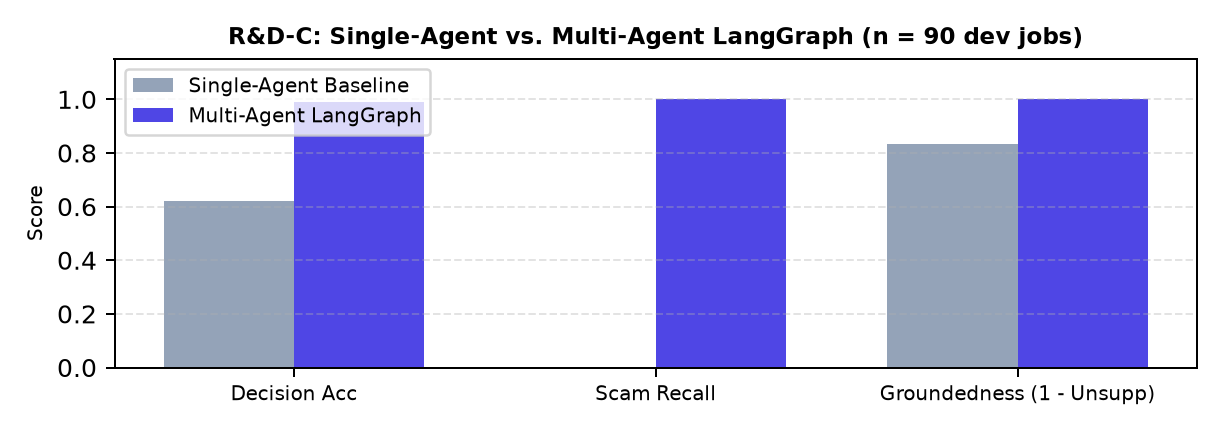 R&D-C: Single-Agent vs. Multi-Agent LangGraph (n = 90 dev jobs)
Single-Agent Baseline
Multi-Agent LangGraph
1.0
0.8
0.6
0.4
0.2
0.0
Score
Decision Acc
Scam Recall
Groundedness (1 - Unsupp)